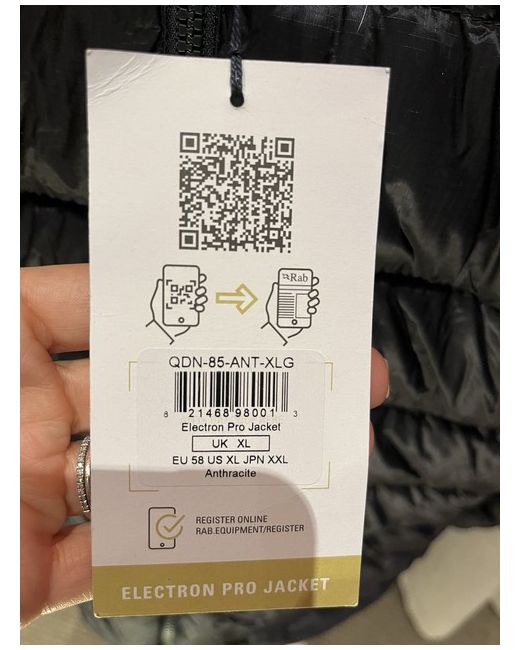 Rab
QDN-85-ANT-XLG
8 21468 98001 3
Electron Pro Jacket
UK XL
EU 58 US XL JPN XXL
Anthracite
REGISTER ONLINE
RAB.EQUIPMENT/REGISTER
ELECTRON PRO JACKET